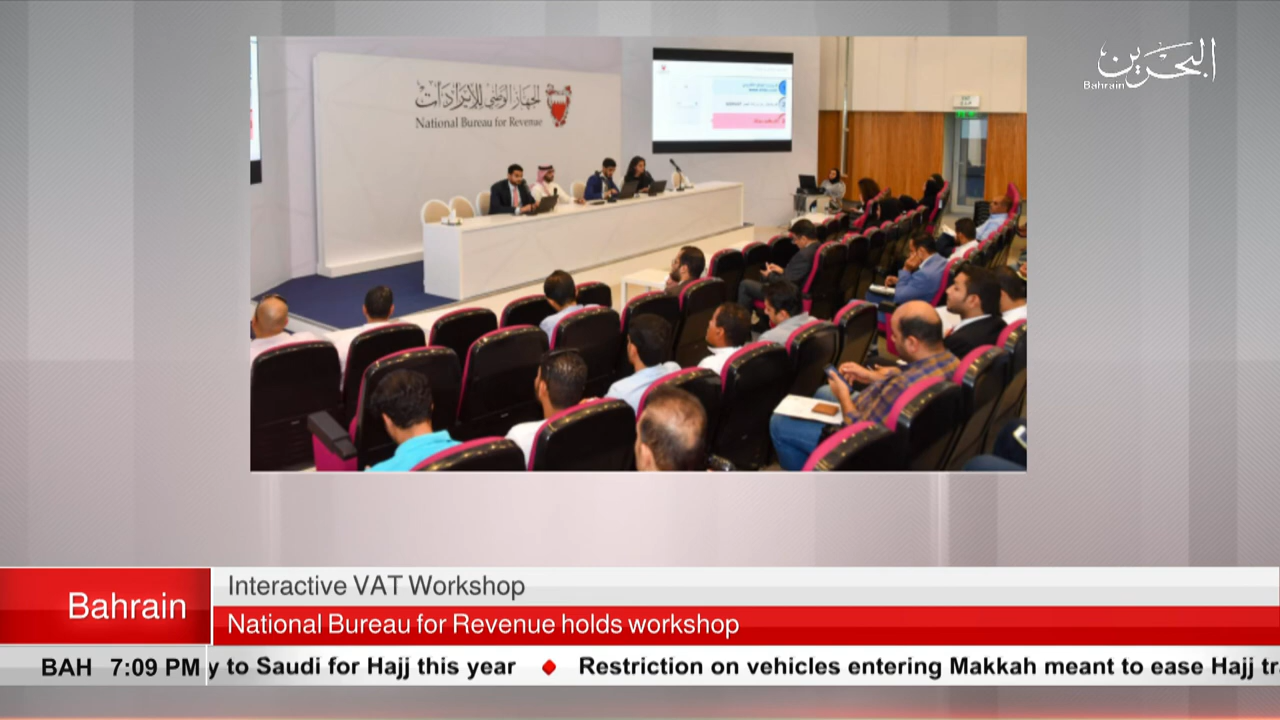 البحرين
Bahrain
الجهاز الوطني للإيرادات
National Bureau for Revenue
Interactive VAT Workshop
Bahrain
National Bureau for Revenue holds workshop
BAH 7:09 PM y to Saudi for Hajj this year ♦ Restriction on vehicles entering Makkah meant to ease Hajj tr